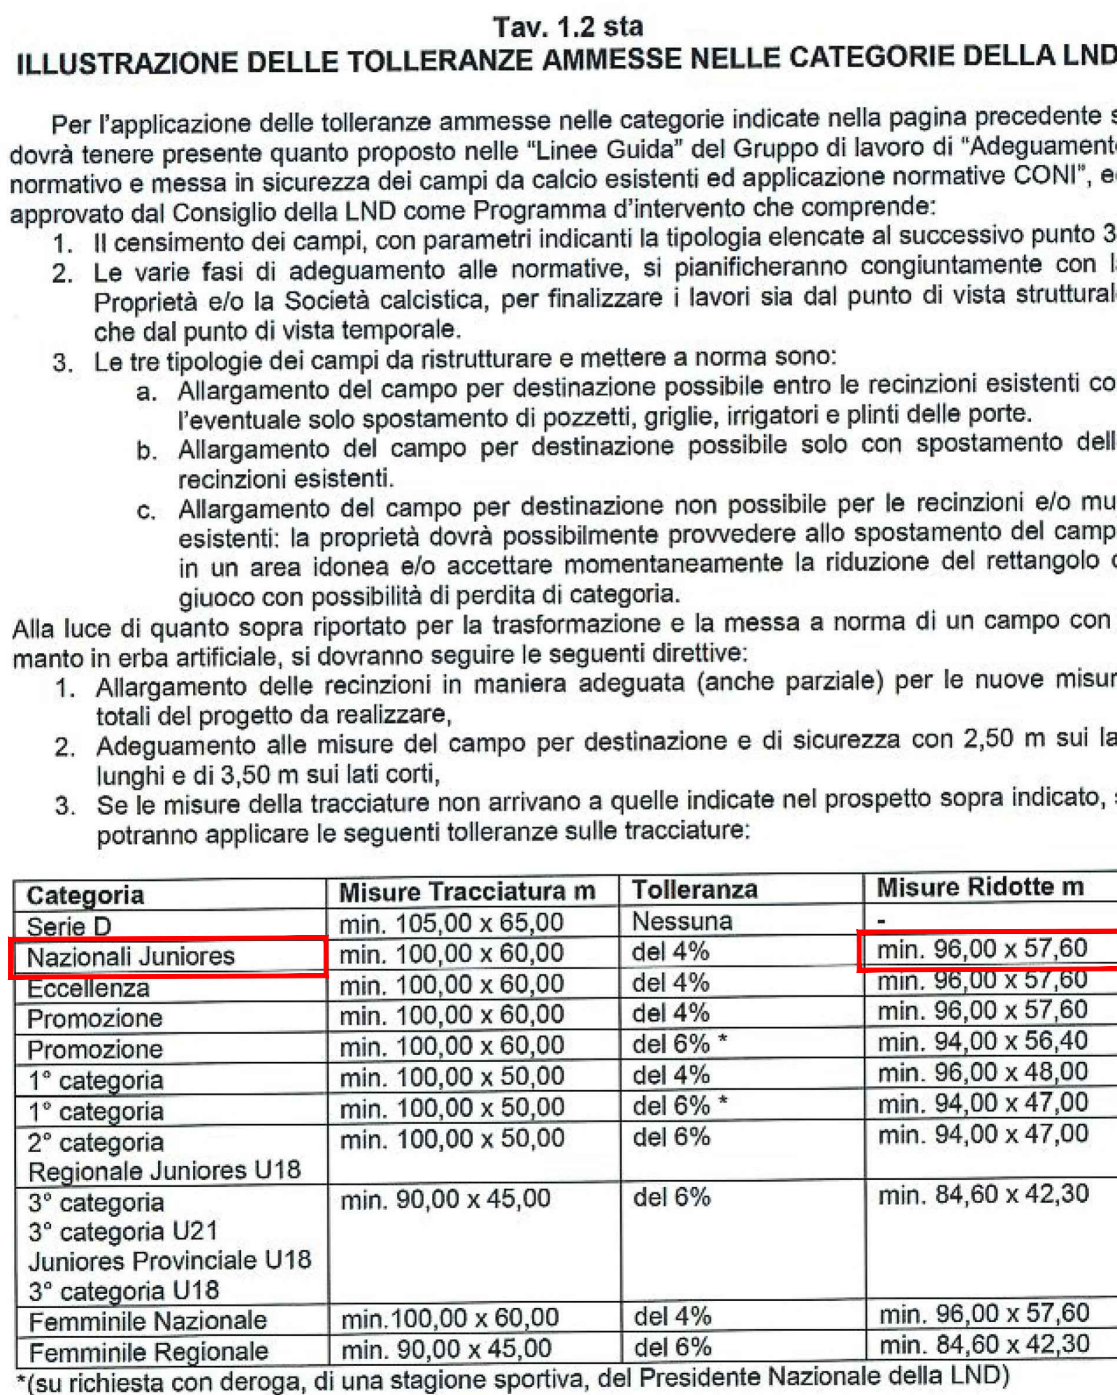 Tav. 1.2 sta
ILLUSTRAZIONE DELLE TOLLERANZE AMMESSE NELLE CATEGORIE DELLA LND
Per l'applicazione delle tolleranze ammesse nelle categorie indicate nella pagina precedente s
dovrà tenere presente quanto proposto nelle "Linee Guida" del Gruppo di lavoro di "Adeguamento
normativo e messa in sicurezza dei campi da calcio esistenti ed applicazione normative CONI", ed
approvato dal Consiglio della LND come Programma d'intervento che comprende:
1. Il censimento dei campi, con parametri indicanti la tipologia elencate al successivo punto 3
2. Le varie fasi di adeguamento alle normative, si pianificheranno congiuntamente con l
Proprietà e/o la Società calcistica, per finalizzare i lavori sia dal punto di vista struttural
che dal punto di vista temporale.
3. Le tre tipologie dei campi da ristrutturare e mettere a norma sono:
a. Allargamento del campo per destinazione possibile entro le recinzioni esistenti co
l'eventuale solo spostamento di pozzetti, griglie, irrigatori e plinti delle porte.
b. Allargamento del campo per destinazione possibile solo con spostamento dell
recinzioni esistenti.
c. Allargamento del campo per destinazione non possibile per le recinzioni e/o mu
esistenti: la proprietà dovrà possibilmente provvedere allo spostamento del camp
in un area idonea e/o accettare momentaneamente la riduzione del rettangolo d
giuoco con possibilità di perdita di categoria.
Alla luce di quanto sopra riportato per la trasformazione e la messa a norma di un campo con
manto in erba artificiale, si dovranno seguire le seguenti direttive:
1. Allargamento delle recinzioni in maniera adeguata (anche parziale) per le nuove misur
totali del progetto da realizzare,
2. Adeguamento alle misure del campo per destinazione e di sicurezza con 2,50 m sui la
lunghi e di 3,50 m sui lati corti,
3. Se le misure della tracciature non arrivano a quelle indicate nel prospetto sopra indicato, s
potranno applicare le seguenti tolleranze sulle tracciature:
Categoria Misure Tracciatura m Tolleranza Misure Ridotte m
Serie D min. 105,00 x 65,00 Nessuna -
Nazionali Juniores min. 100,00 x 60,00 del 4% min. 96,00 x 57,60
Eccellenza min. 100,00 x 60,00 del 4% min. 96,00 x 57,60
Promozione min. 100,00 x 60,00 del 4% min. 96,00 x 57,60
Promozione min. 100,00 x 60,00 del 6% * min. 94,00 x 56,40
1° categoria min. 100,00 x 50,00 del 4% min. 96,00 x 48,00
1° categoria min. 100,00 x 50,00 del 6% * min. 94,00 x 47,00
2° categoria min. 100,00 x 50,00 del 6% min. 94,00 x 47,00
Regionale Juniores U18
3° categoria min. 90,00 x 45,00 del 6% min. 84,60 x 42,30
3° categoria U21
Juniores Provinciale U18
3° categoria U18
Femminile Nazionale min.100,00 x 60,00 del 4% min. 96,00 x 57,60
Femminile Regionale min. 90,00 x 45,00 del 6% min. 84,60 x 42,30
*(su richiesta con deroga, di una stagione sportiva, del Presidente Nazionale della LND)